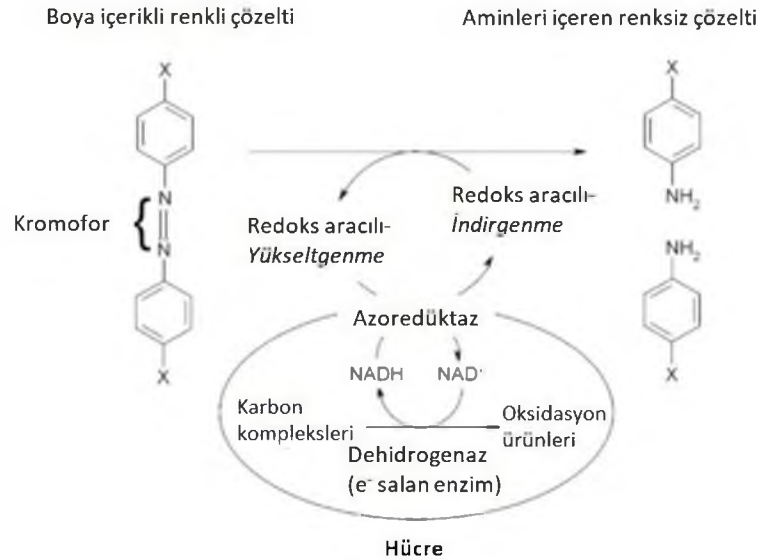 Boya içerikli renkli çözelti
Aminleri içeren renksiz çözelti
X
X
N
N
Kromofor
Redoks aracılı-
Yükseltgenme
Redoks aracılı-
İndirgenme
NH₂
NH₂
X
X
Azoredüktaz
NADH
NAD⁺
Karbon
kompleksleri
Oksidasyon
ürünleri
Dehidrogenaz
(e⁻ salan enzim)
Hücre